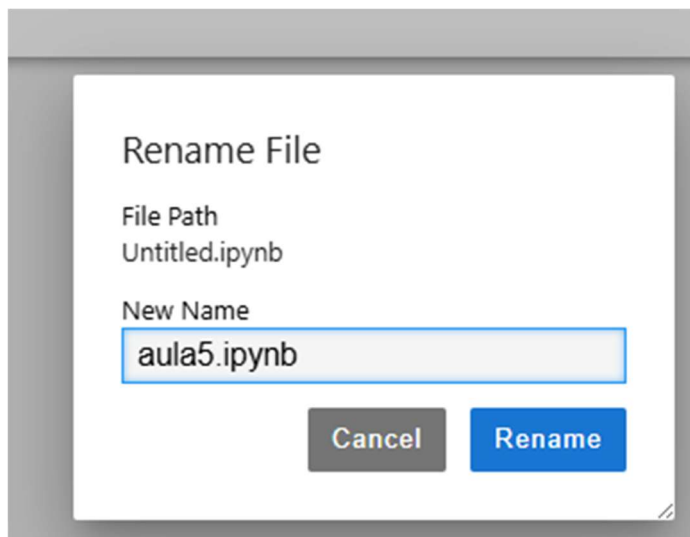 Rename File
File Path
Untitled.ipynb
New Name
aula5.ipynb
Cancel Rename